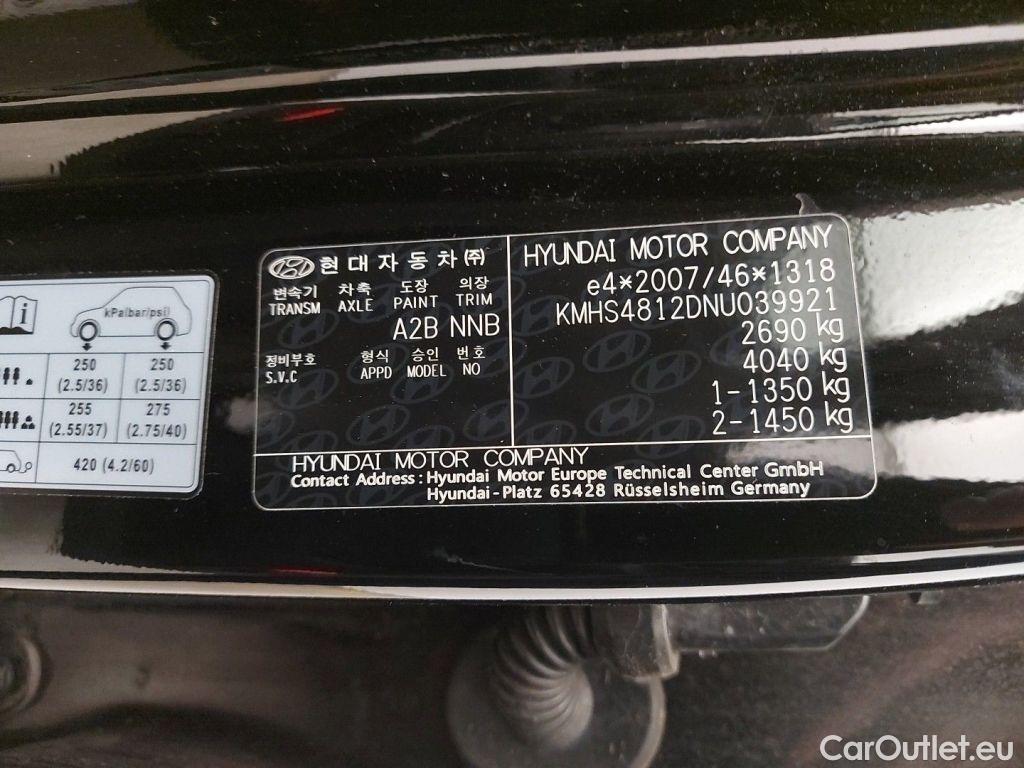 현대자동차㈜
변속기 차축 도장 의장
TRANSM AXLE PAINT TRIM
A2B NNB
정비부호 형식 승인 번호
S.V.C APPD MODEL NO
HYUNDAI MOTOR COMPANY
e4*2007/46*1318
KMHS4812DNU039921
2690 kg
4040 kg
1-1350 kg
2-1450 kg
HYUNDAI MOTOR COMPANY
Contact Address : Hyundai Motor Europe Technical Center GmbH
Hyundai-Platz 65428 Rüsselsheim Germany
kPa(bar/psi)
250 250
(2.5/36) (2.5/36)
255 275
(2.55/37) (2.75/40)
420 (4.2/60)
CarOutlet.eu